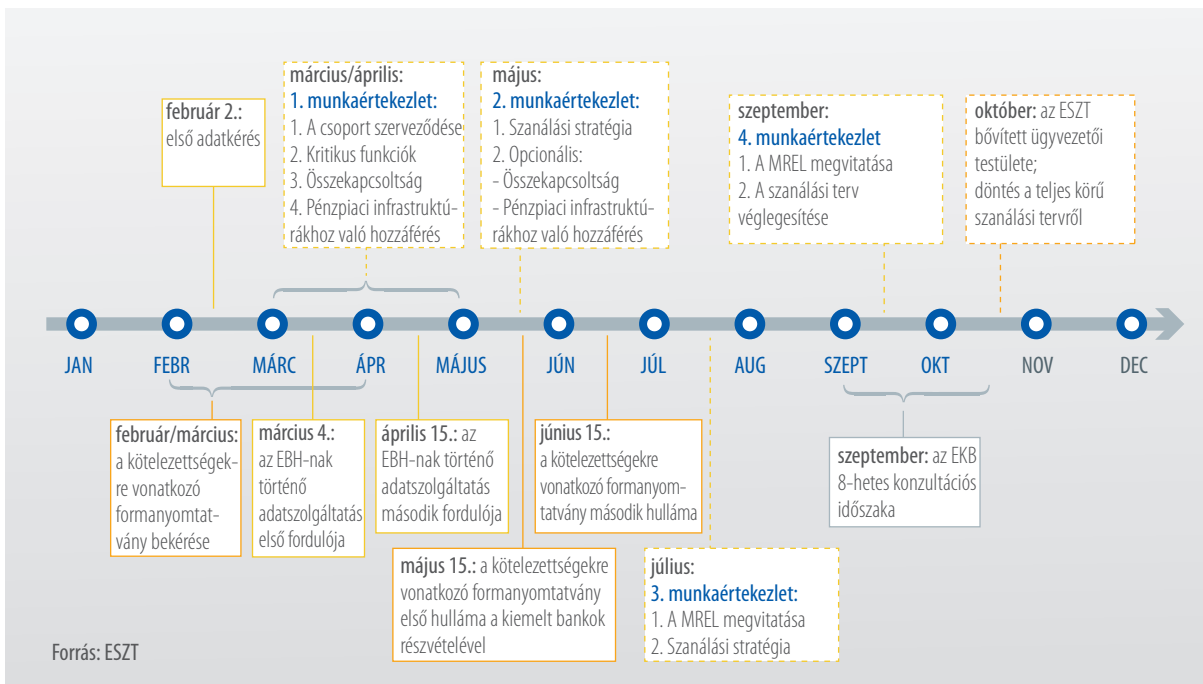 február 2.:
első adatkérés
március/április:
1. munkaértekezlet:
1. A csoport szerveződése
2. Kritikus funkciók
3. Összekapcsoltság
4. Pénzpiaci infrastruktú-
rákhoz való hozzáférés
május:
2. munkaértekezlet:
1. Szanálási stratégia
2. Opcionális:
- Összekapcsoltság
- Pénzpiaci infrastruktú-
rákhoz való hozzáférés
szeptember:
4. munkaértekezlet
1. A MREL megvitatása
2. A szanálási terv
véglegesítése
október: az ESZT
bővített ügyvezetői
testülete;
döntés a teljes körű
szanálási tervről
JAN FEBR MÁRC ÁPR MÁJUS JÚN JÚL AUG SZEPT OKT NOV DEC
február/március:
a kötelezettségek-
re vonatkozó
formanyomtat-
vány bekérése
március 4.:
az EBH-nak
történő
adatszolgáltatás
első fordulója
április 15.: az
EBH-nak történő
adatszolgáltatás
második fordulója
május 15.: a kötelezettségekre
vonatkozó formanyomtatvány
első hulláma a kiemelt bankok
részvételével
június 15.:
a kötelezettségekre
vonatkozó formanyom-
tatvány második hulláma
július:
3. munkaértekezlet:
1. A MREL megvitatása
2. Szanálási stratégia
szeptember: az EKB
8-hetes konzultációs
időszaka
Forrás: ESZT